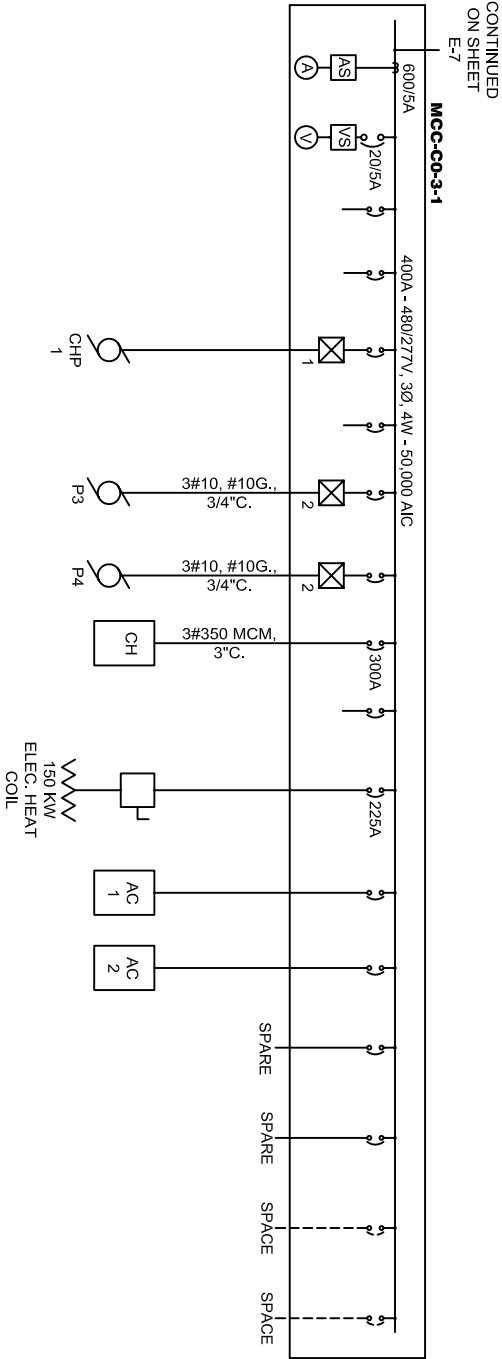 CONTINUED
ON SHEET
E-7
MCC-C0-3-1
600/5A
AS
A
20/5A
VS
V
400A - 480/277V, 3Ø, 4W - 50,000 AIC
1
CHP
1
2
3#10, #10G.,
3/4"C.
P3
2
3#10, #10G.,
3/4"C.
P4
300A
3#350 MCM,
3"C.
CH
225A
150 KW
ELEC. HEAT
COIL
AC
1
AC
2
SPARE
SPARE
SPACE
SPACE